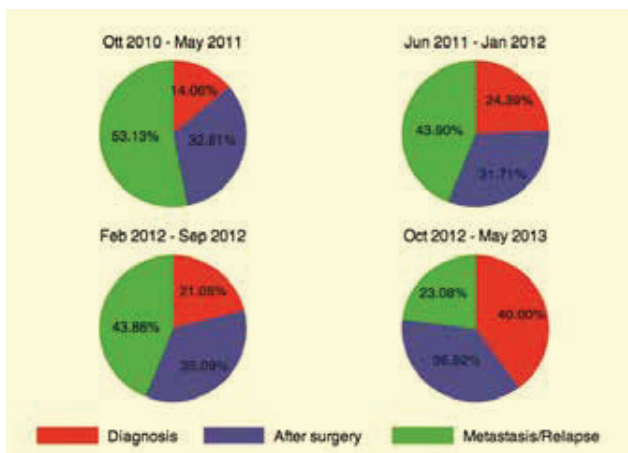 Ott 2010 - May 2011
14.06%
32.81%
53.13%
Jun 2011 - Jan 2012
24.39%
31.71%
43.90%
Feb 2012 - Sep 2012
21.05%
35.09%
43.86%
Oct 2012 - May 2013
40.00%
36.92%
23.08%
Diagnosis
After surgery
Metastasis/Relapse